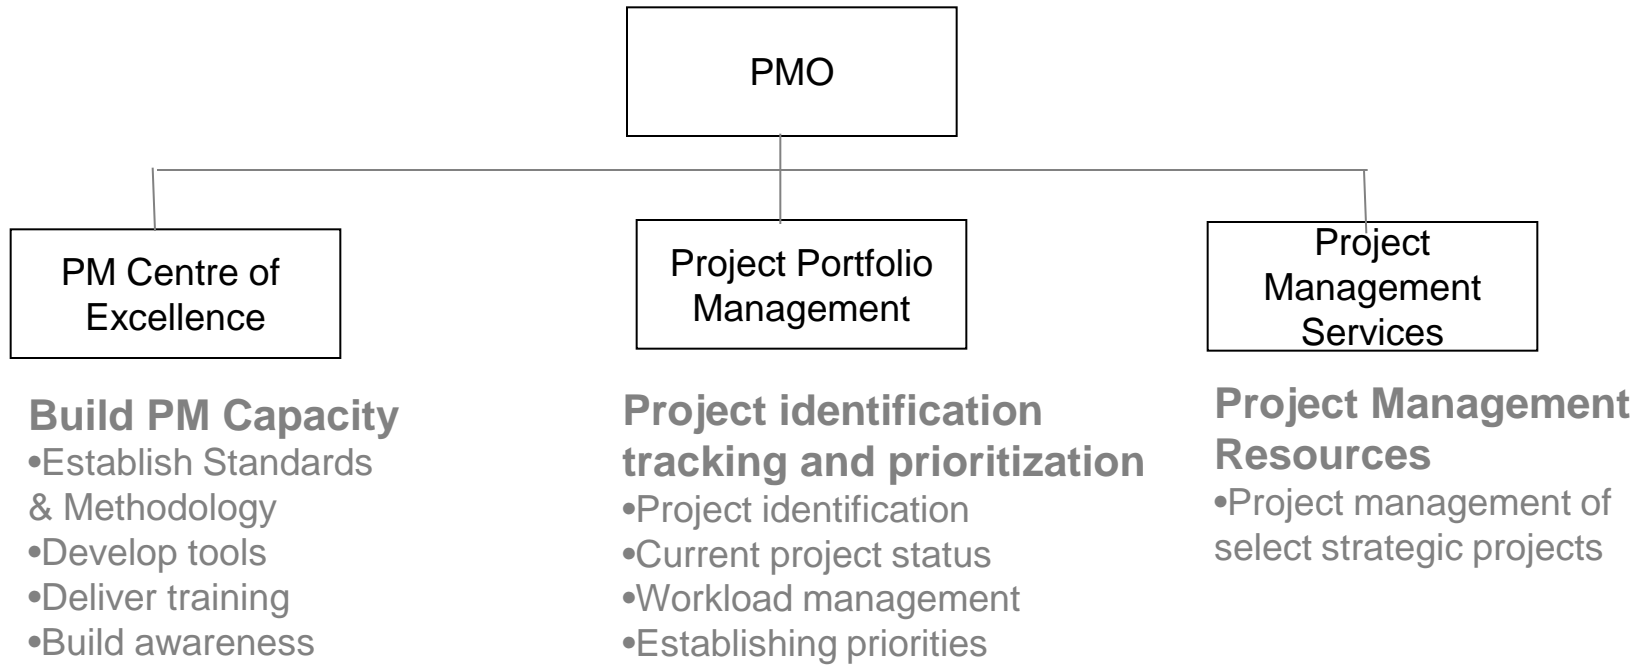 PMO
PM Centre of
Excellence
Project Portfolio
Management
Project
Management
Services
Build PM Capacity
•Establish Standards
& Methodology
•Develop tools
•Deliver training
•Build awareness
Project identification
tracking and prioritization
•Project identification
•Current project status
•Workload management
•Establishing priorities
Project Management
Resources
•Project management of
select strategic projects